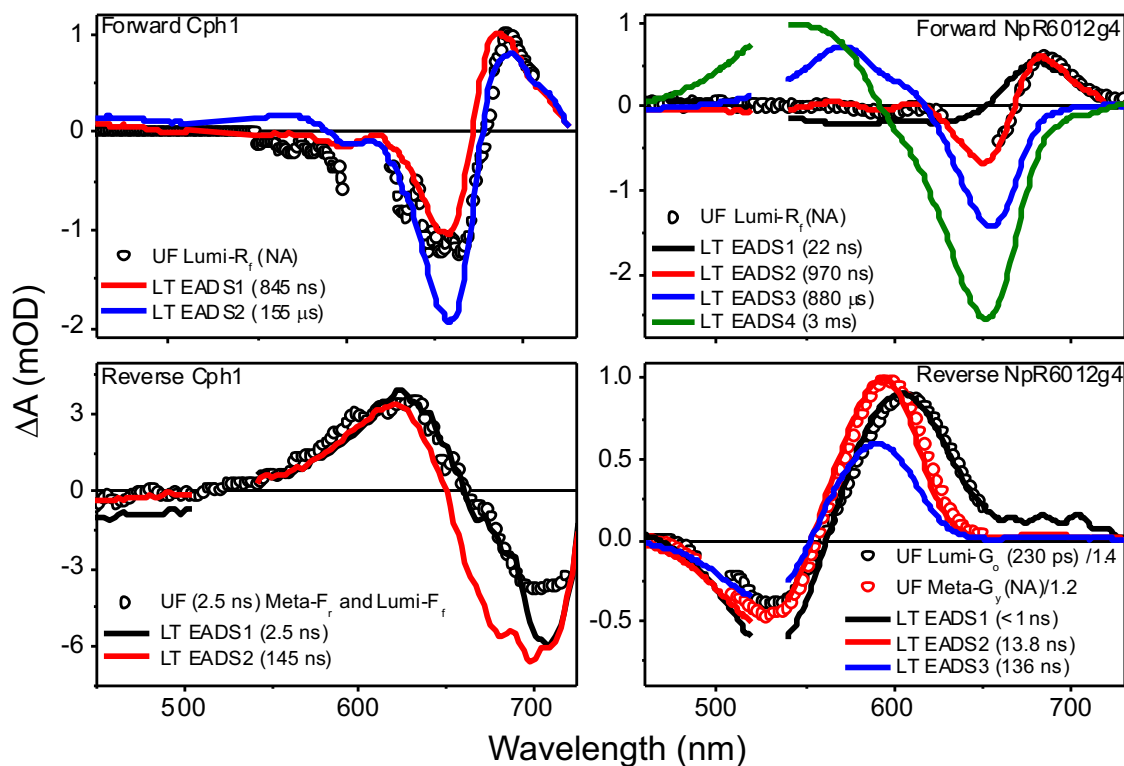 Forward Cph1
1
0
-1
-2
UF Lumi-Rf (NA)
LT EADS1 (845 ns)
LT EADS2 (155 μs)
500
600
700
Forward NpR6012g4
1
0
-1
-2
UF Lumi-Rf (NA)
LT EADS1 (22 ns)
LT EADS2 (970 ns)
LT EADS3 (880 μs)
LT EADS4 (3 ms)
Reverse Cph1
3
0
-3
-6
UF (2.5 ns) Meta-Fr and Lumi-Ff
LT EADS1 (2.5 ns)
LT EADS2 (145 ns)
500
600
700
Reverse NpR6012g4
1.0
0.5
0.0
-0.5
UF Lumi-Go (230 ps) /1.4
UF Meta-Gy (NA)/1.2
LT EADS1 (<1 ns)
LT EADS2 (13.8 ns)
LT EADS3 (136 ns)
500
600
700
ΔA (mOD)
Wavelength (nm)